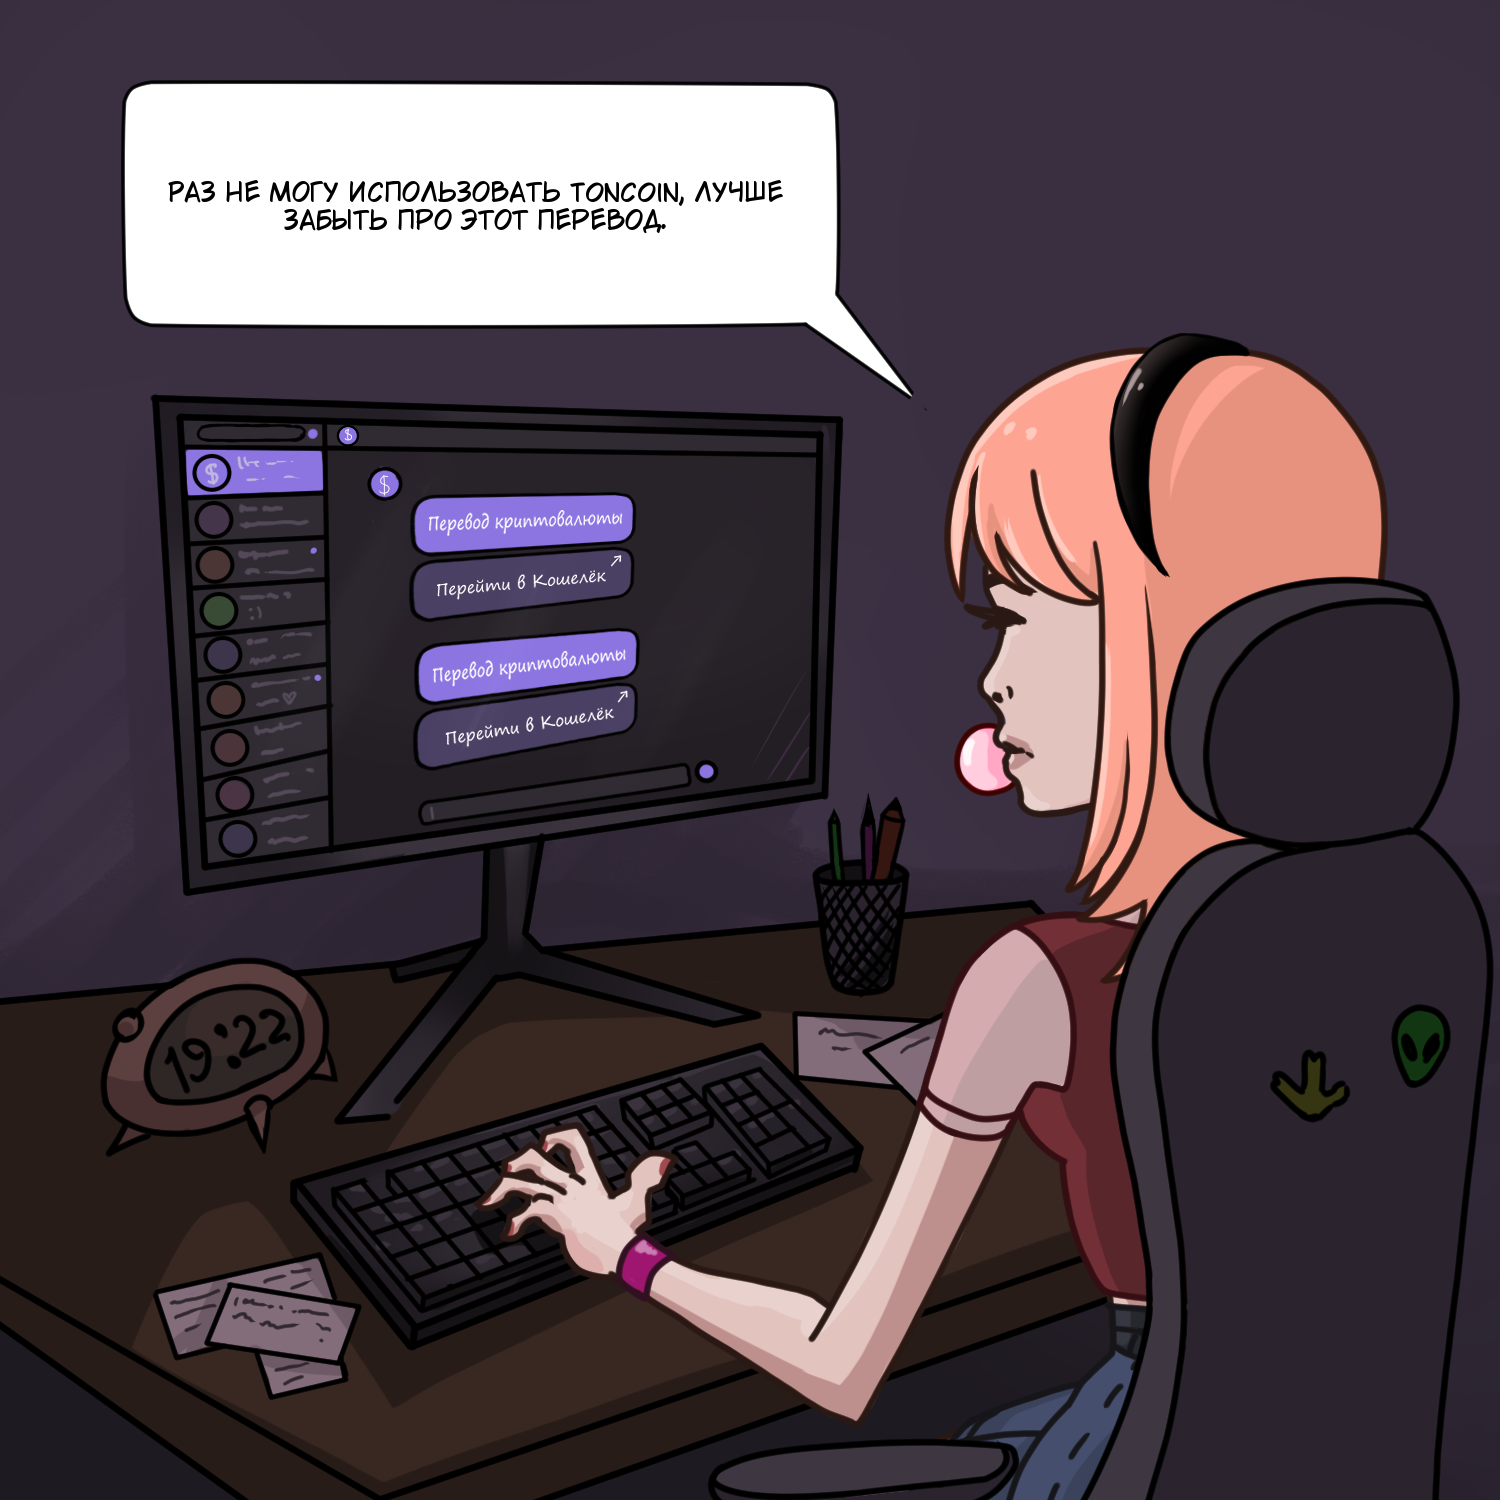 РАЗ НЕ МОГУ ИСПОЛЬЗОВАТЬ TONCOIN, ЛУЧШЕ
ЗАБЫТЬ ПРО ЭТОТ ПЕРЕВОД.
$
$
$
:)
Перевод криптовалюты
Перейти в Кошелёк
Перевод криптовалюты
Перейти в Кошелёк
19:22